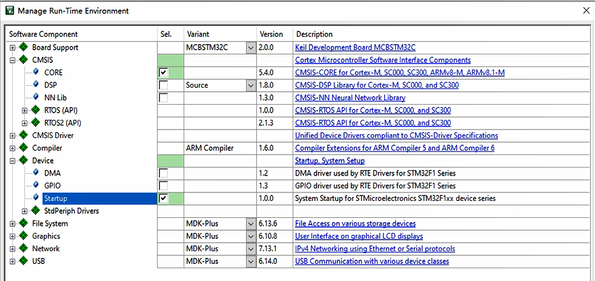 Manage Run-Time Environment
Software Component Sel. Variant Version Description
Board Support MCBSTM32C 2.0.0 Keil Development Board MCBSTM32C
CMSIS Cortex Microcontroller Software Interface Components
CORE 5.4.0 CMSIS-CORE for Cortex-M, SC000, SC300, ARMv8-M, ARMv8.1-M
DSP Source 1.8.0 CMSIS-DSP Library for Cortex-M, SC000, and SC300
NN Lib 1.3.0 CMSIS-NN Neural Network Library
RTOS (API) 1.0.0 CMSIS-RTOS API for Cortex-M, SC000, and SC300
RTOS2 (API) 2.1.3 CMSIS-RTOS API for Cortex-M, SC000, and SC300
CMSIS Driver Unified Device Drivers compliant to CMSIS-Driver Specifications
Compiler ARM Compiler 1.6.0 Compiler Extensions for ARM Compiler 5 and ARM Compiler 6
Device Startup, System Setup
DMA 1.2 DMA driver used by RTE Drivers for STM32F1 Series
GPIO 1.3 GPIO driver used by RTE Drivers for STM32F1 Series
Startup 1.0.0 System Startup for STMicroelectronics STM32F1xx device series
StdPeriph Drivers
File System MDK-Plus 6.13.6 File Access on various storage devices
Graphics MDK-Plus 6.10.8 User Interface on graphical LCD displays
Network MDK-Plus 7.13.1 IPv4 Networking using Ethernet or Serial protocols
USB MDK-Plus 6.14.0 USB Communication with various device classes